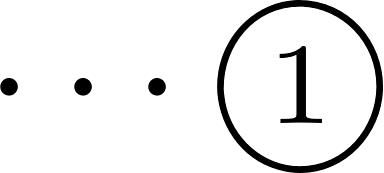 · · · ①